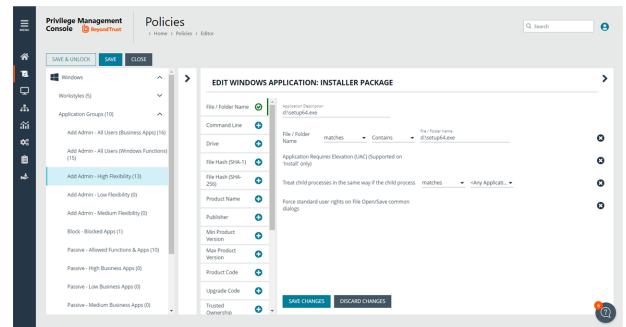 MENU
Privilege Management
Console BeyondTrust
Policies
› Home › Policies › Editor
Search
SAVE & UNLOCK
SAVE
CLOSE
Windows
Workstyles (5)
Application Groups (10)
Add Admin - All Users (Business Apps) (16)
Add Admin - All Users (Windows Functions)
(15)
Add Admin - High Flexibility (13)
Add Admin - Low Flexibility (0)
Add Admin - Medium Flexibility (0)
Block - Blocked Apps (1)
Passive - Allowed Functions & Apps (10)
Passive - High Business Apps (0)
Passive - Low Business Apps (0)
Passive - Medium Business Apps (0)
EDIT WINDOWS APPLICATION: INSTALLER PACKAGE
File / Folder Name
Command Line
Drive
File Hash (SHA-1)
File Hash (SHA-
256)
Product Name
Publisher
Min Product
Version
Max Product
Version
Product Code
Upgrade Code
Trusted
Ownership
Application Description
d:\setup64.exe
File / Folder
Name
matches
Contains
File / Folder Name
d:\setup64.exe
Application Requires Elevation (UAC) (Supported on
'Install' only)
Treat child processes in the same way if the child process
matches
<Any Applicati...
Force standard user rights on File Open/Save common
dialogs
SAVE CHANGES
DISCARD CHANGES
6